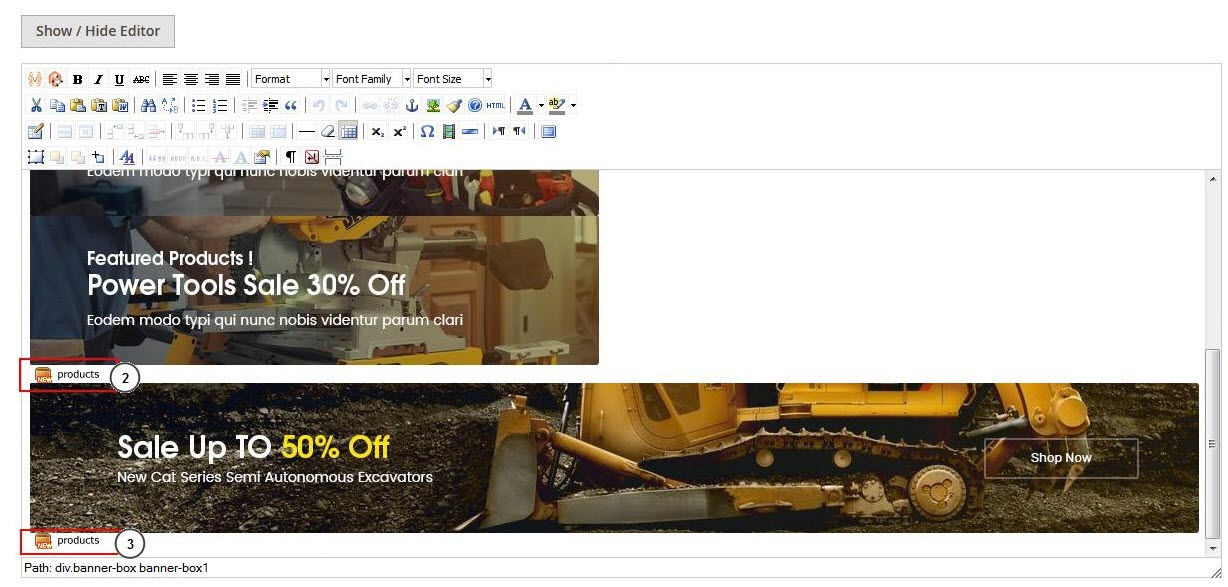 Show / Hide Editor
B I U ABC Format Font Family Font Size
HTML A ab
Eodem modo typi qui nunc nobis videntur parum clari
Featured Products !
Power Tools Sale 30% Off
Eodem modo typi qui nunc nobis videntur parum clari
NEW products 2
Sale Up TO 50% Off
New Cat Series Semi Autonomous Excavators
Shop Now
NEW products 3
Path: div.banner-box banner-box1